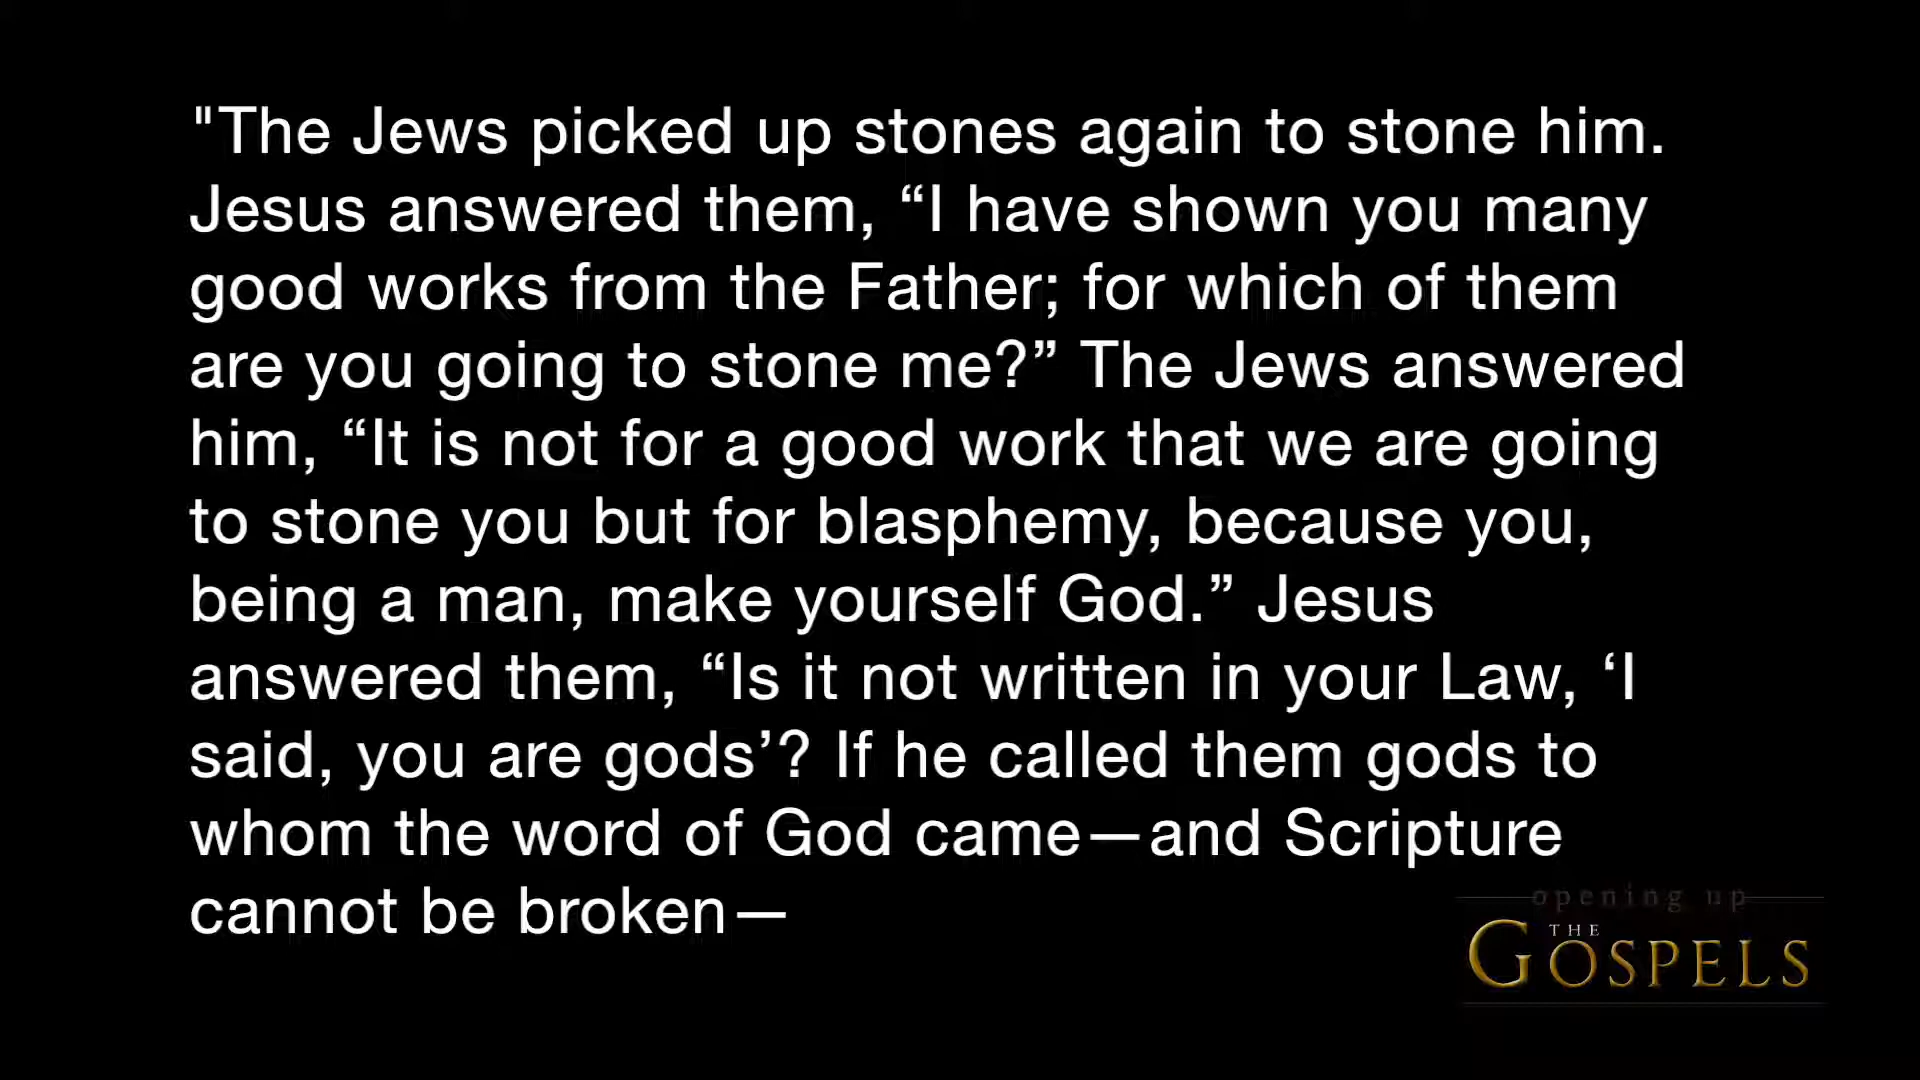 "The Jews picked up stones again to stone him.
Jesus answered them, “I have shown you many
good works from the Father; for which of them
are you going to stone me?” The Jews answered
him, “It is not for a good work that we are going
to stone you but for blasphemy, because you,
being a man, make yourself God.” Jesus
answered them, “Is it not written in your Law, ‘I
said, you are gods’? If he called them gods to
whom the word of God came—and Scripture
cannot be broken—
opening up
THE
GOSPELS